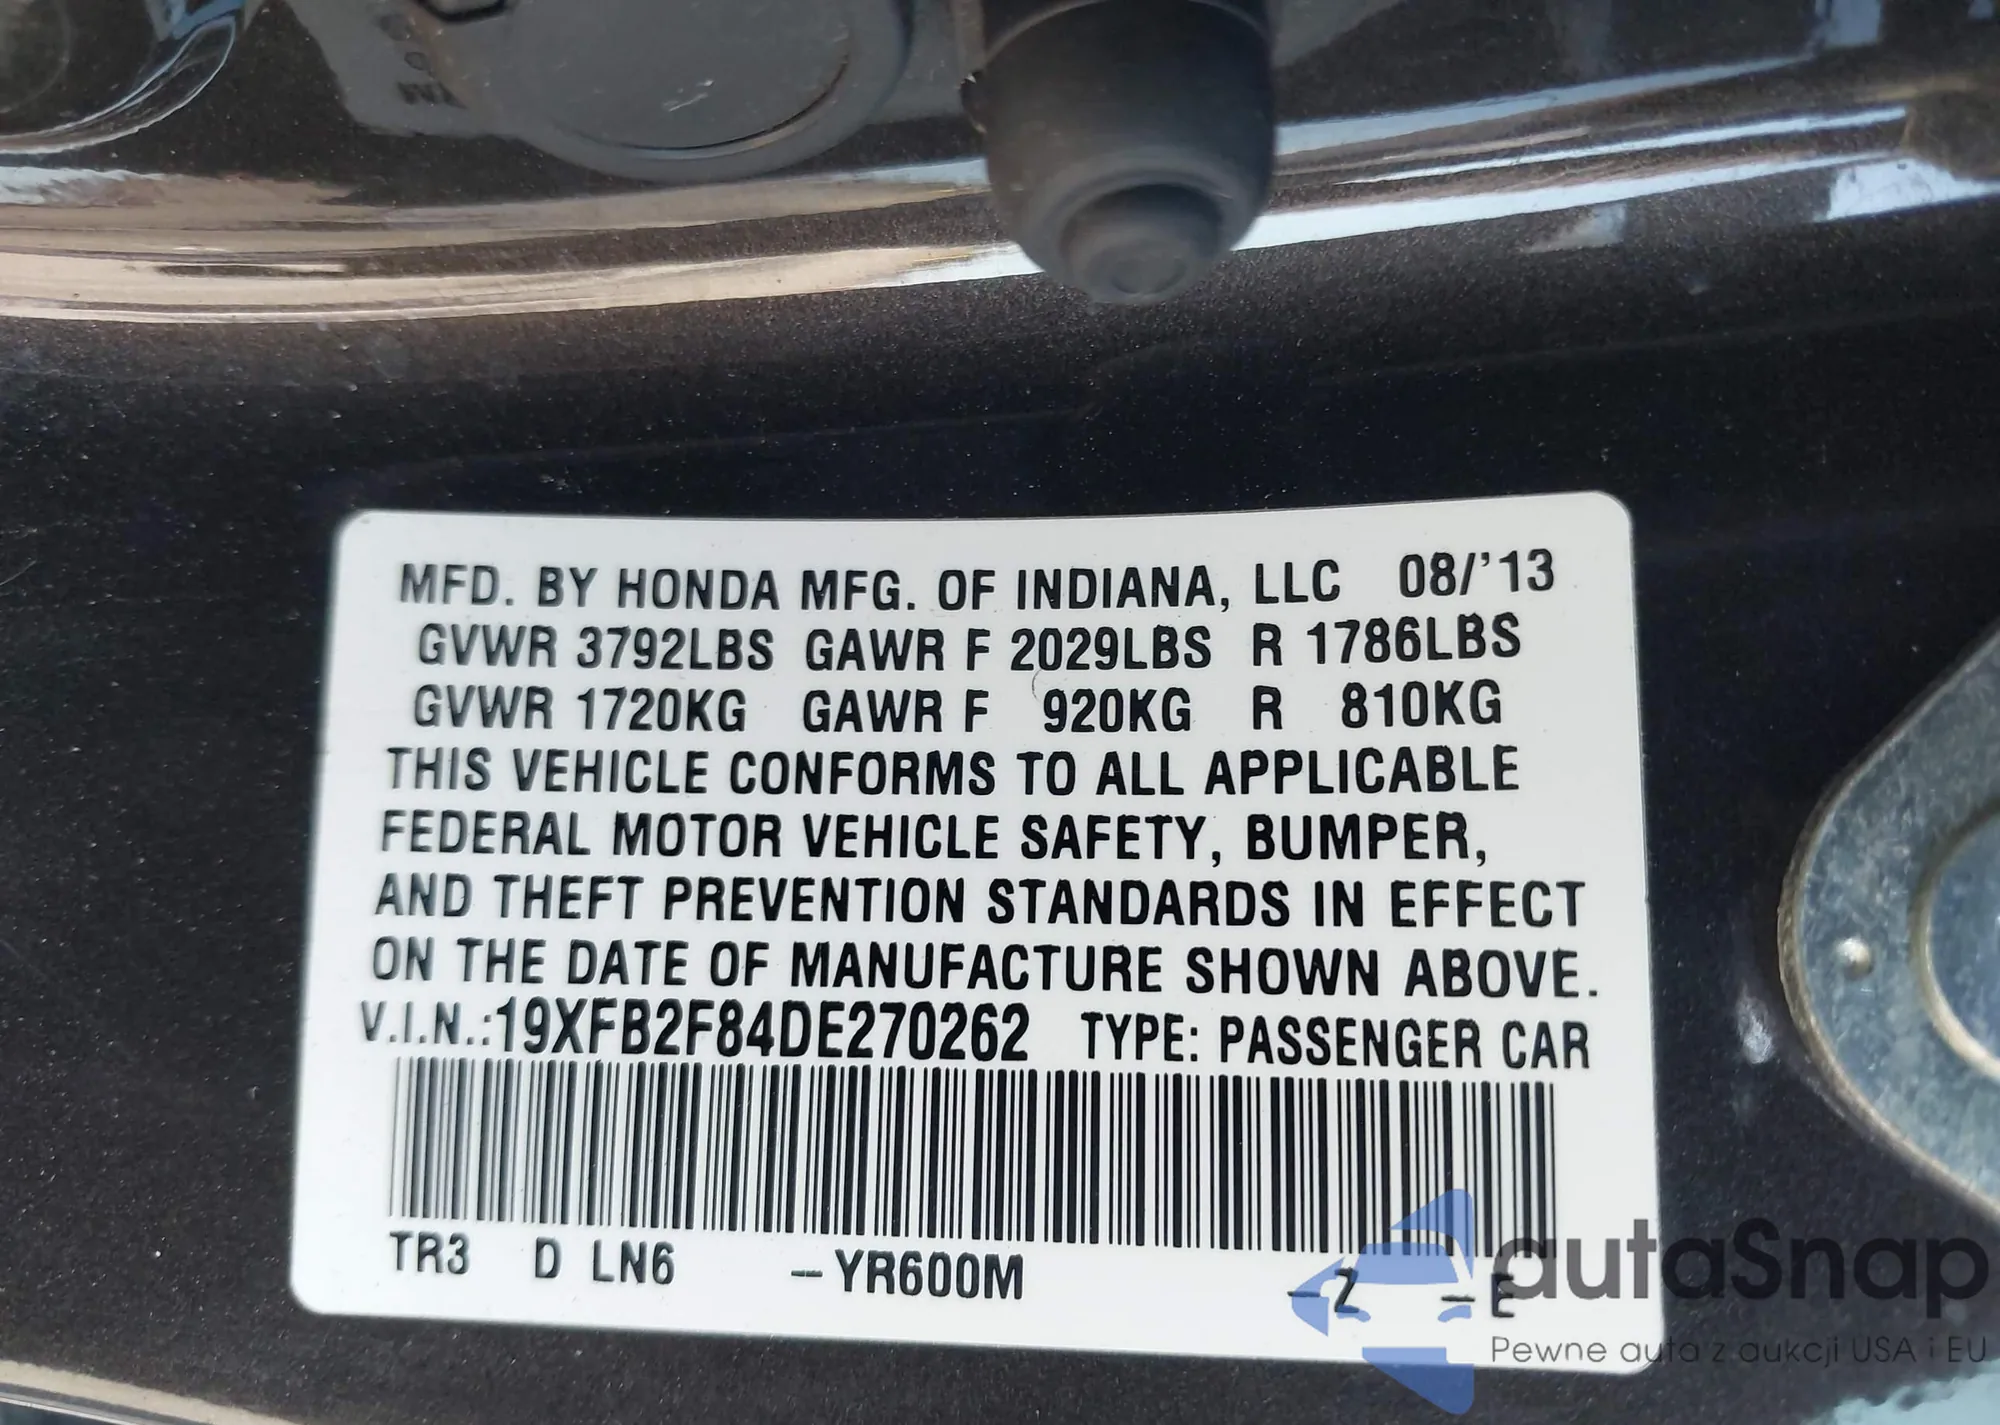 MFD. BY HONDA MFG. OF INDIANA, LLC 08/'13
GVWR 3792LBS GAWR F 2029LBS R 1786LBS
GVWR 1720KG GAWR F 920KG R 810KG
THIS VEHICLE CONFORMS TO ALL APPLICABLE
FEDERAL MOTOR VEHICLE SAFETY, BUMPER,
AND THEFT PREVENTION STANDARDS IN EFFECT
ON THE DATE OF MANUFACTURE SHOWN ABOVE.
V.I.N.:19XFB2F84DE270262 TYPE: PASSENGER CAR
TR3 D LN6 –YR600M –Z –E
autaSnap
Pewne auta z aukcji USA i EU